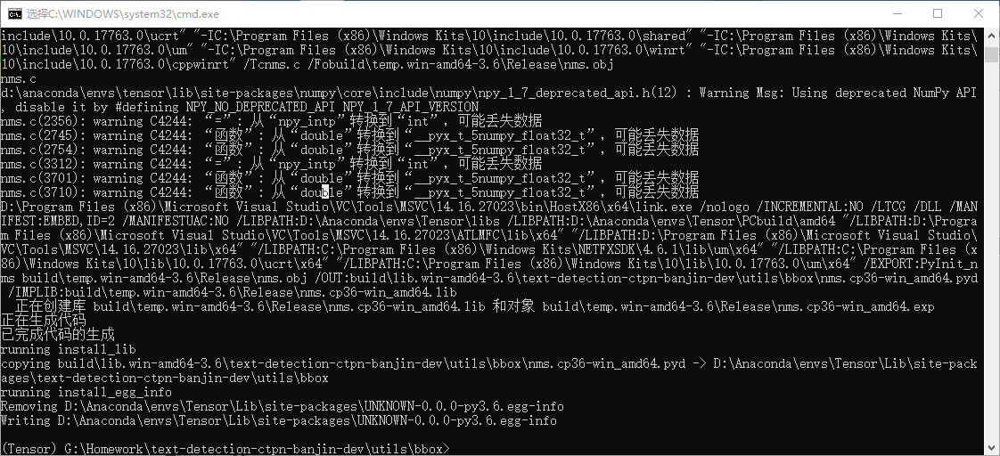 选择C:\WINDOWS\system32\cmd.exe
include\10.0.17763.0\ucrt" "-IC:\Program Files (x86)\Windows Kits\10\include\10.0.17763.0\shared" "-IC:\Program Files (x86)\Windows Kits\
10\include\10.0.17763.0\um" "-IC:\Program Files (x86)\Windows Kits\10\include\10.0.17763.0\winrt" "-IC:\Program Files (x86)\Windows Kits\
10\include\10.0.17763.0\cppwinrt" /Tcnms.c /Fobuild\temp.win-amd64-3.6\Release\nms.obj
nms.c
d:\anaconda\envs\tensor\lib\site-packages\numpy\core\include\numpy\npy_1_7_deprecated_api.h(12) : Warning Msg: Using deprecated NumPy API
, disable it by #defining NPY_NO_DEPRECATED_API NPY_1_7_API_VERSION
nms.c(2356): warning C4244: “=”: 从“npy_intp”转换到“int”，可能丢失数据
nms.c(2745): warning C4244: “函数”: 从“double”转换到“__pyx_t_5numpy_float32_t”，可能丢失数据
nms.c(2754): warning C4244: “函数”: 从“double”转换到“__pyx_t_5numpy_float32_t”，可能丢失数据
nms.c(3312): warning C4244: “=”: 从“npy_intp”转换到“int”，可能丢失数据
nms.c(3701): warning C4244: “函数”: 从“double”转换到“__pyx_t_5numpy_float32_t”，可能丢失数据
nms.c(3710): warning C4244: “函数”: 从“double”转换到“__pyx_t_5numpy_float32_t”，可能丢失数据
D:\Program Files (x86)\Microsoft Visual Studio\VC\Tools\MSVC\14.16.27023\bin\HostX86\x64\link.exe /nologo /INCREMENTAL:NO /LTCG /DLL /MAN
IFEST:EMBED,ID=2 /MANIFESTUAC:NO /LIBPATH:D:\Anaconda\envs\Tensor\libs /LIBPATH:D:\Anaconda\envs\Tensor\PCbuild\amd64 "/LIBPATH:D:\Progra
m Files (x86)\Microsoft Visual Studio\VC\Tools\MSVC\14.16.27023\ATLMFC\lib\x64" "/LIBPATH:D:\Program Files (x86)\Microsoft Visual Studio\
VC\Tools\MSVC\14.16.27023\lib\x64" "/LIBPATH:C:\Program Files (x86)\Windows Kits\NETFXSDK\4.6.1\lib\um\x64" "/LIBPATH:C:\Program Files (x
86)\Windows Kits\10\lib\10.0.17763.0\ucrt\x64" "/LIBPATH:C:\Program Files (x86)\Windows Kits\10\lib\10.0.17763.0\um\x64" /EXPORT:PyInit_n
ms build\temp.win-amd64-3.6\Release\nms.obj /OUT:build\lib.win-amd64-3.6\text-detection-ctpn-banjin-dev\utils\bbox\nms.cp36-win_amd64.pyd
/IMPLIB:build\temp.win-amd64-3.6\Release\nms.cp36-win_amd64.lib
正在创建库 build\temp.win-amd64-3.6\Release\nms.cp36-win_amd64.lib 和对象 build\temp.win-amd64-3.6\Release\nms.cp36-win_amd64.exp
正在生成代码
已完成代码的生成
running install_lib
copying build\lib.win-amd64-3.6\text-detection-ctpn-banjin-dev\utils\bbox\nms.cp36-win_amd64.pyd -> D:\Anaconda\envs\Tensor\Lib\site-pack
ages\text-detection-ctpn-banjin-dev\utils\bbox
running install_egg_info
Removing D:\Anaconda\envs\Tensor\Lib\site-packages\UNKNOWN-0.0.0-py3.6.egg-info
Writing D:\Anaconda\envs\Tensor\Lib\site-packages\UNKNOWN-0.0.0-py3.6.egg-info
(Tensor) G:\Homework\text-detection-ctpn-banjin-dev\utils\bbox>